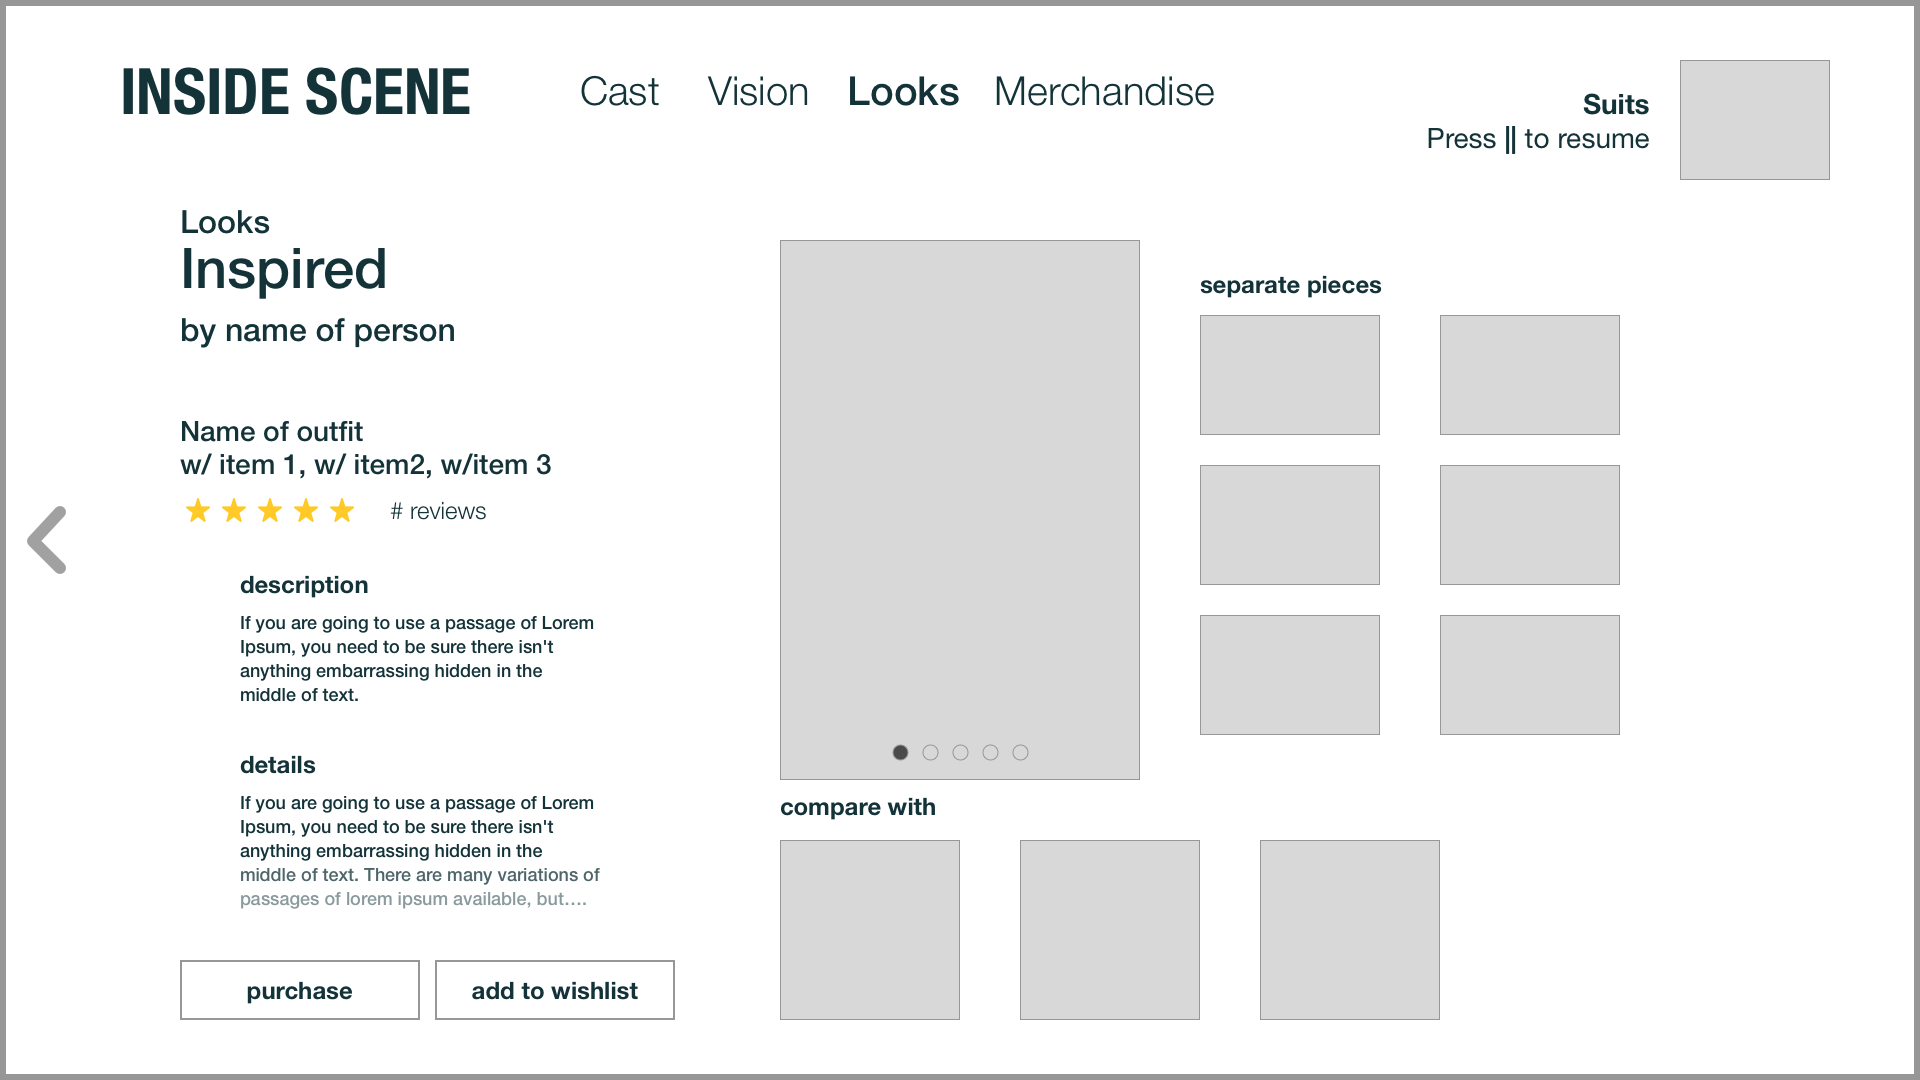 INSIDE SCENE
Cast Vision Looks Merchandise
Suits
Press || to resume
Looks
Inspired
by name of person
Name of outfit
w/ item 1, w/ item2, w/item 3
# reviews
description
If you are going to use a passage of Lorem
Ipsum, you need to be sure there isn't
anything embarrassing hidden in the
middle of text.
details
If you are going to use a passage of Lorem
Ipsum, you need to be sure there isn't
anything embarrassing hidden in the
middle of text. There are many variations of
passages of lorem ipsum available, but....
purchase
add to wishlist
separate pieces
compare with